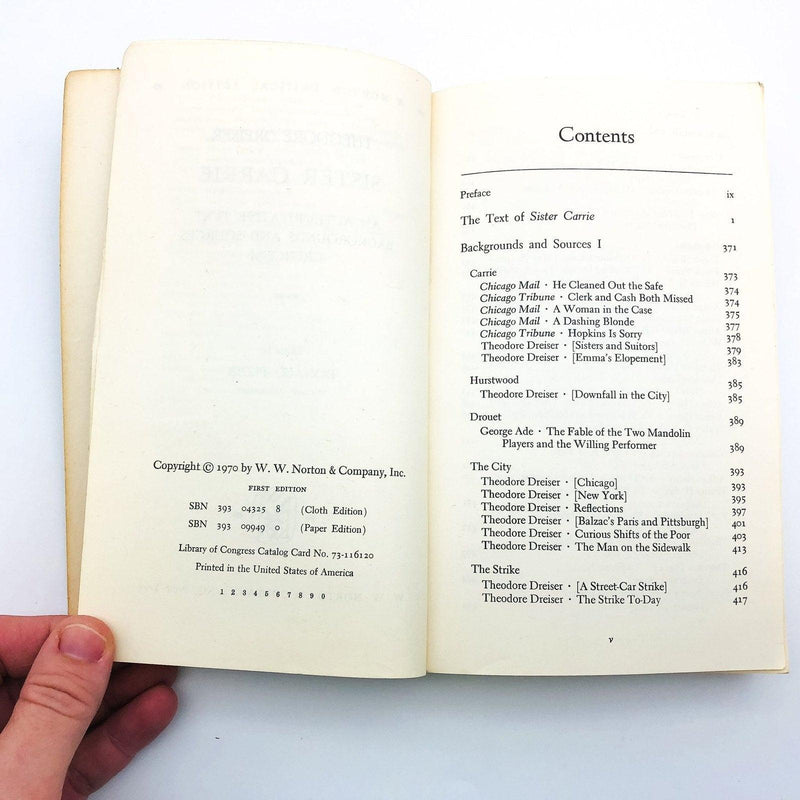 Copyright © 1970 by W. W. Norton & Company, Inc.
FIRST EDITION
SBN 393 04325 8 (Cloth Edition)
SBN 393 09949 0 (Paper Edition)
Library of Congress Catalog Card No. 73-116120
Printed in the United States of America
1 2 3 4 5 6 7 8 9 0
Contents
Preface ix
The Text of Sister Carrie 1
Backgrounds and Sources I 371
Carrie 373
Chicago Mail · He Cleaned Out the Safe 374
Chicago Tribune · Clerk and Cash Both Missed 374
Chicago Mail · A Woman in the Case 375
Chicago Mail · A Dashing Blonde 377
Chicago Tribune · Hopkins Is Sorry 378
Theodore Dreiser · [Sisters and Suitors] 379
Theodore Dreiser · [Emma's Elopement] 383
Hurstwood 385
Theodore Dreiser · [Downfall in the City] 385
Drouet 389
George Ade · The Fable of the Two Mandolin
Players and the Willing Performer 389
The City 393
Theodore Dreiser · [Chicago] 393
Theodore Dreiser · [New York] 395
Theodore Dreiser · Reflections 397
Theodore Dreiser · [Balzac's Paris and Pittsburgh] 401
Theodore Dreiser · Curious Shifts of the Poor 403
Theodore Dreiser · The Man on the Sidewalk 413
The Strike 416
Theodore Dreiser · [A Street-Car Strike] 416
Theodore Dreiser · The Strike To-Day 417
v